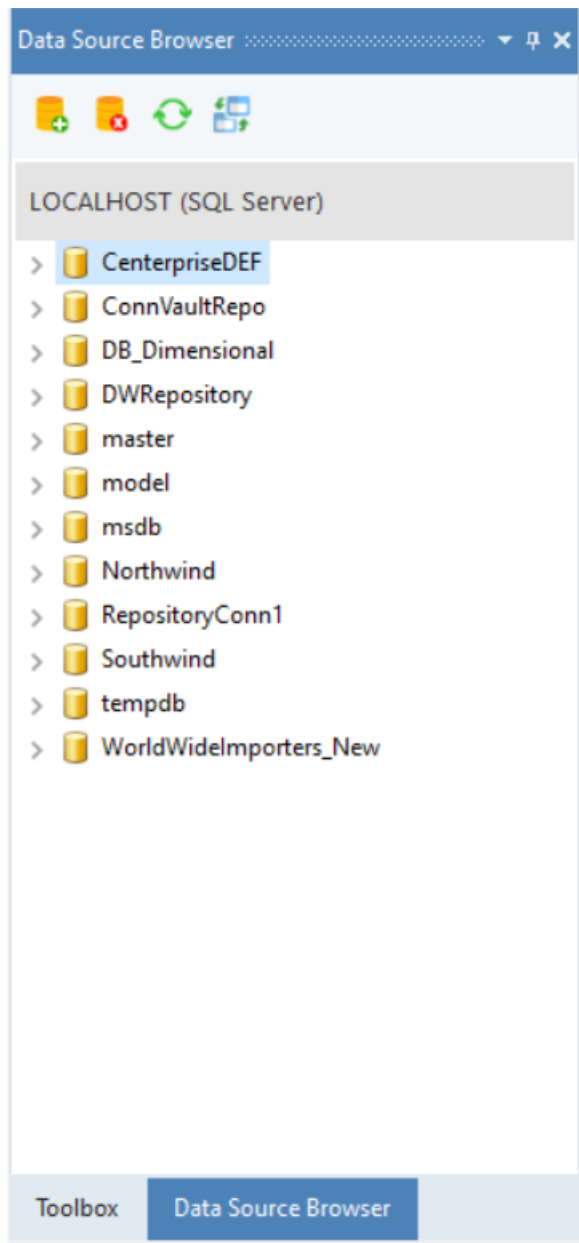 Data Source Browser
LOCALHOST (SQL Server)
CenterpriseDEF
ConnVaultRepo
DB_Dimensional
DWRepository
master
model
msdb
Northwind
RepositoryConn1
Southwind
tempdb
WorldWideImporters_New
Toolbox Data Source Browser